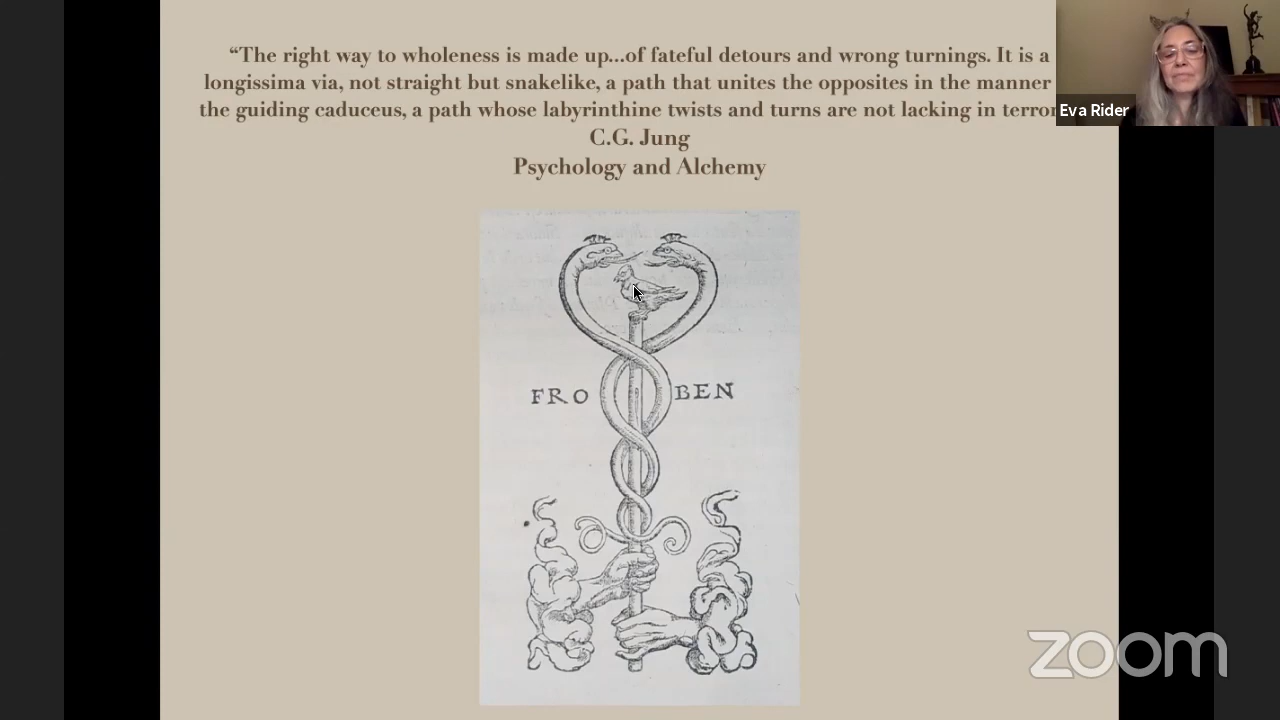 “The right way to wholeness is made up...of fateful detours and wrong turnings. It is a
longissima via, not straight but snakelike, a path that unites the opposites in the manner
the guiding caduceus, a path whose labyrinthine twists and turns are not lacking in terro
C.G. Jung
Psychology and Alchemy
Eva Rider
FRO BEN
zoom